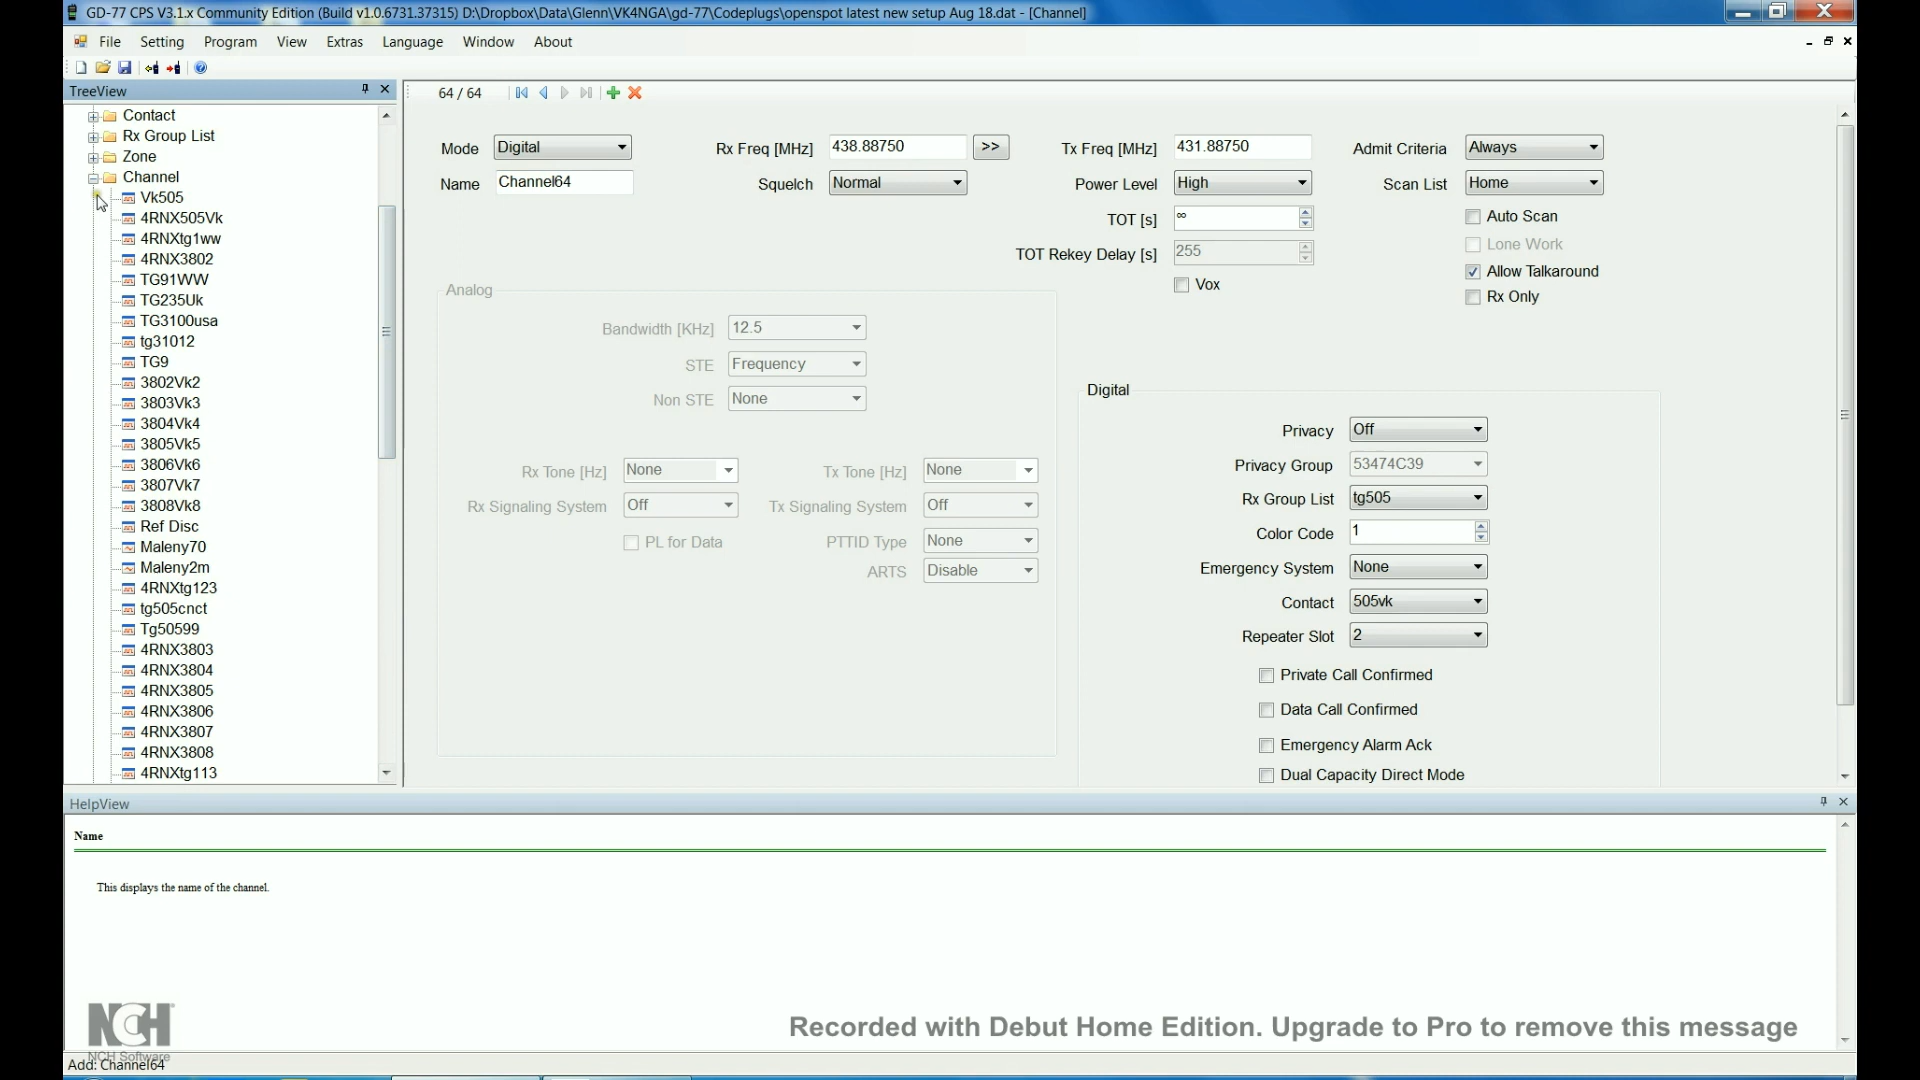 GD-77 CPS V3.1.x Community Edition (Build v1.0.6731.37315) D:\Dropbox\Data\Glenn\VK4NGA\gd-77\Codeplugs\openspot latest new setup Aug 18.dat - [Channel]
File Setting Program View Extras Language Window About
TreeView
64 / 64
Contact
Rx Group List
Zone
Channel
Vk505
4RNX505Vk
4RNXtg1ww
4RNX3802
TG91WW
TG235Uk
TG3100usa
tg31012
TG9
3802Vk2
3803Vk3
3804Vk4
3805Vk5
3806Vk6
3807Vk7
3808Vk8
Ref Disc
Maleny70
Maleny2m
4RNXtg123
tg505cnct
Tg50599
4RNX3803
4RNX3804
4RNX3805
4RNX3806
4RNX3807
4RNX3808
4RNXtg113
Mode Digital Rx Freq [MHz] 438.88750 >> Tx Freq [MHz] 431.88750 Admit Criteria Always
Name Channel64 Squelch Normal Power Level High Scan List Home
TOT [s] ∞ Auto Scan
TOT Rekey Delay [s] 255 Lone Work
Allow Talkaround
Vox Rx Only
Analog
Bandwidth [KHz] 12.5
STE Frequency
Non STE None
Rx Tone [Hz] None Tx Tone [Hz] None
Rx Signaling System Off Tx Signaling System Off
PL for Data PTTID Type None
ARTS Disable
Digital
Privacy Off
Privacy Group 53474C39
Rx Group List tg505
Color Code 1
Emergency System None
Contact 505vk
Repeater Slot 2
Private Call Confirmed
Data Call Confirmed
Emergency Alarm Ack
Dual Capacity Direct Mode
HelpView
Name
This displays the name of the channel.
NCH
NCH Software
Recorded with Debut Home Edition. Upgrade to Pro to remove this message
Add: Channel64